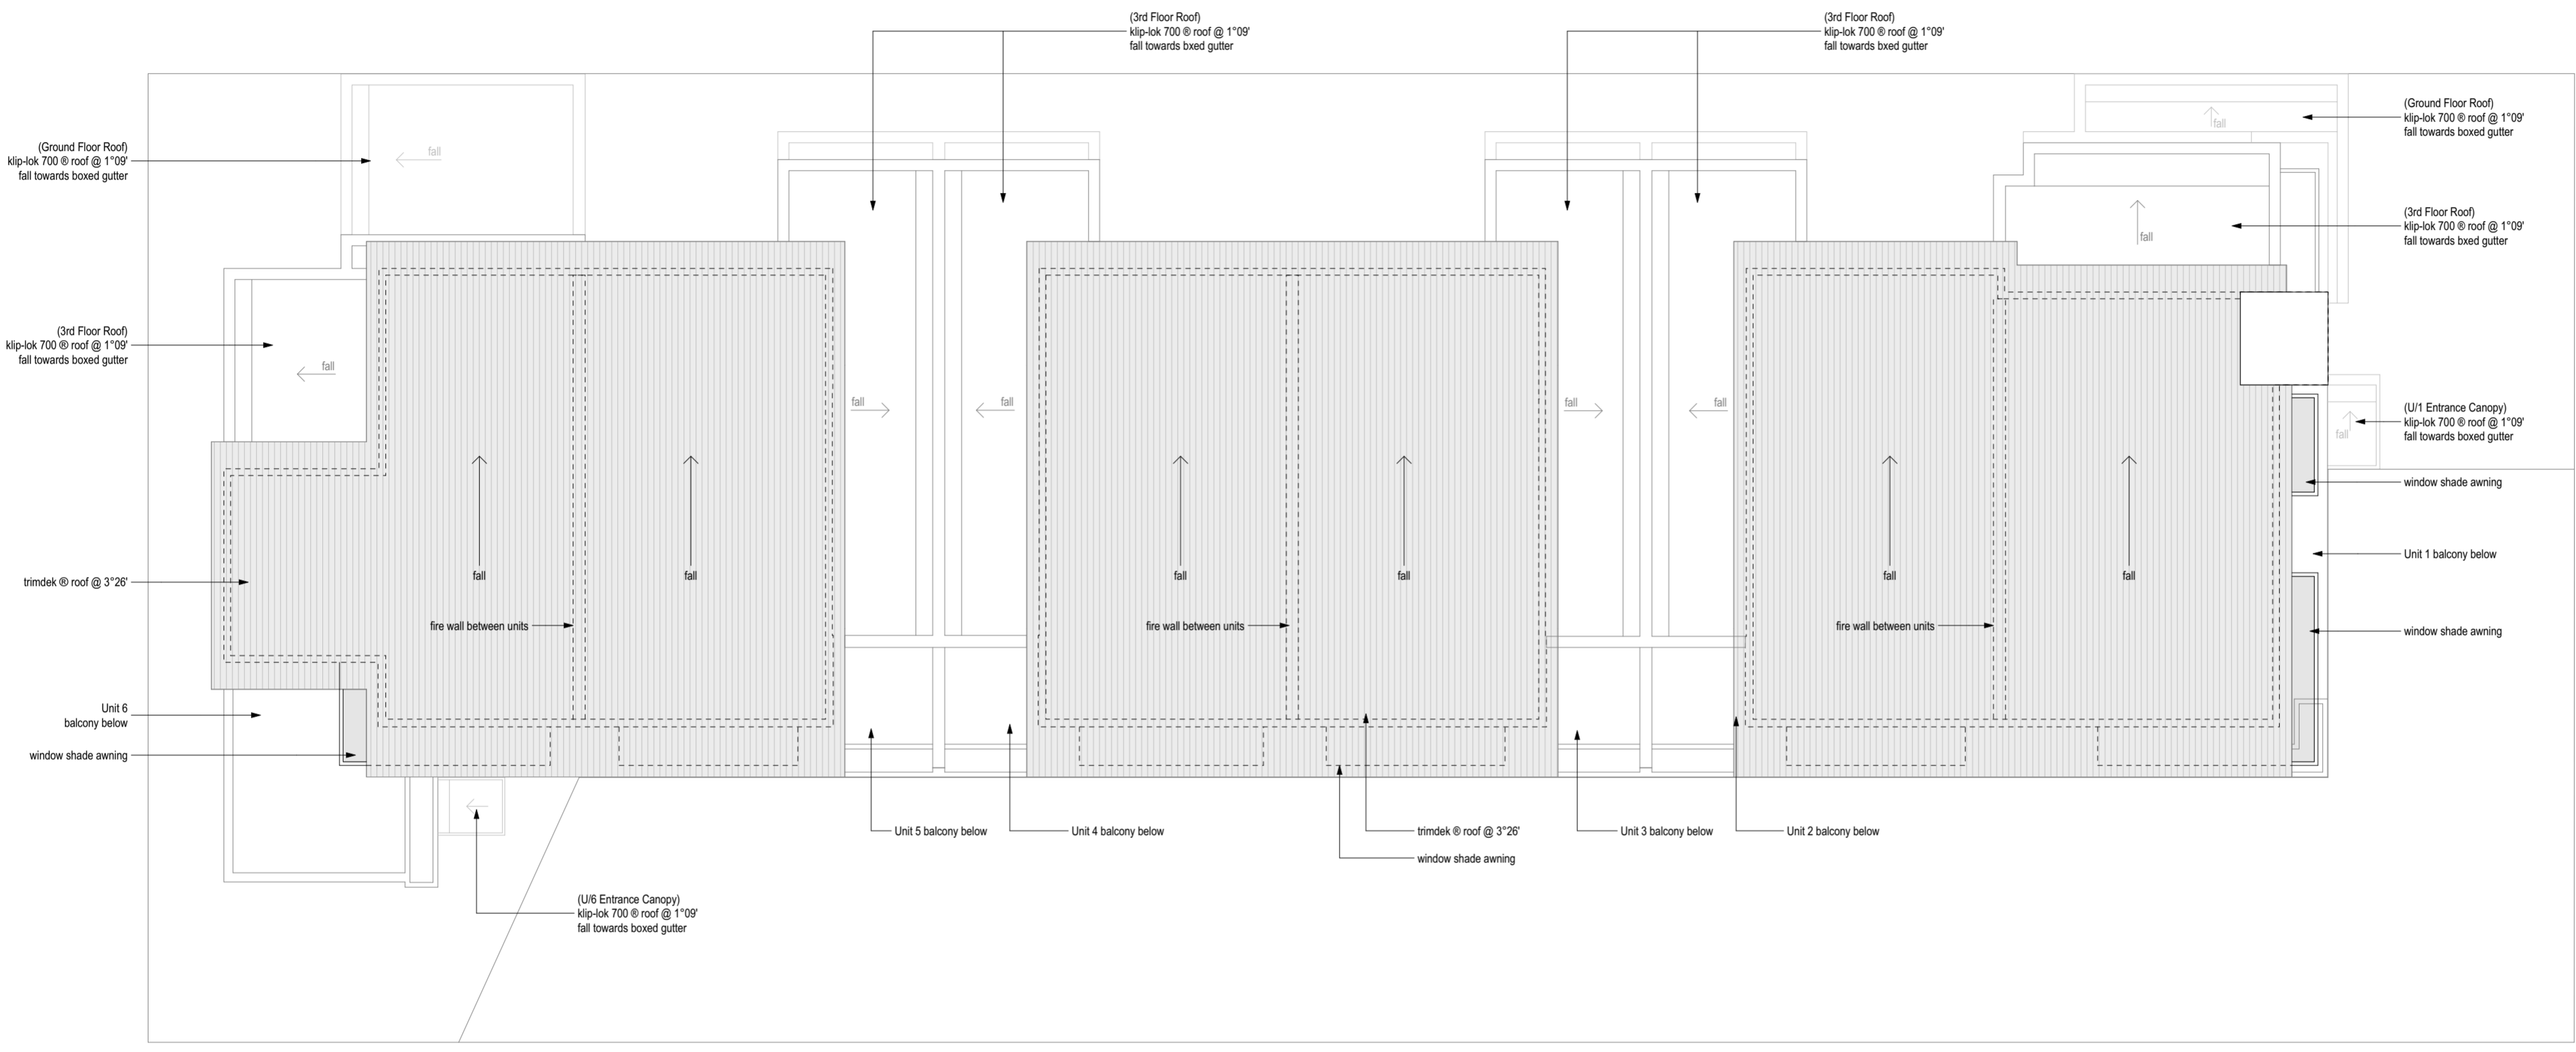 (3rd Floor Roof)
klip-lok 700 ® roof @ 1°09'
fall towards bxed gutter
(3rd Floor Roof)
klip-lok 700 ® roof @ 1°09'
fall towards bxed gutter
(Ground Floor Roof)
klip-lok 700 ® roof @ 1°09'
fall towards boxed gutter
fall
(Ground Floor Roof)
klip-lok 700 ® roof @ 1°09'
fall towards boxed gutter
fall
(3rd Floor Roof)
klip-lok 700 ® roof @ 1°09'
fall towards bxed gutter
fall
(3rd Floor Roof)
klip-lok 700 ® roof @ 1°09'
fall towards boxed gutter
fall
fall
fall
fall
fall
(U/1 Entrance Canopy)
klip-lok 700 ® roof @ 1°09'
fall towards boxed gutter
fall
window shade awning
Unit 1 balcony below
trimdek ® roof @ 3°26'
fall
fall
fall
fall
fall
fall
fire wall between units
fire wall between units
fire wall between units
window shade awning
Unit 6
balcony below
window shade awning
Unit 5 balcony below
Unit 4 balcony below
trimdek ® roof @ 3°26'
Unit 3 balcony below
Unit 2 balcony below
window shade awning
(U/6 Entrance Canopy)
klip-lok 700 ® roof @ 1°09'
fall towards boxed gutter